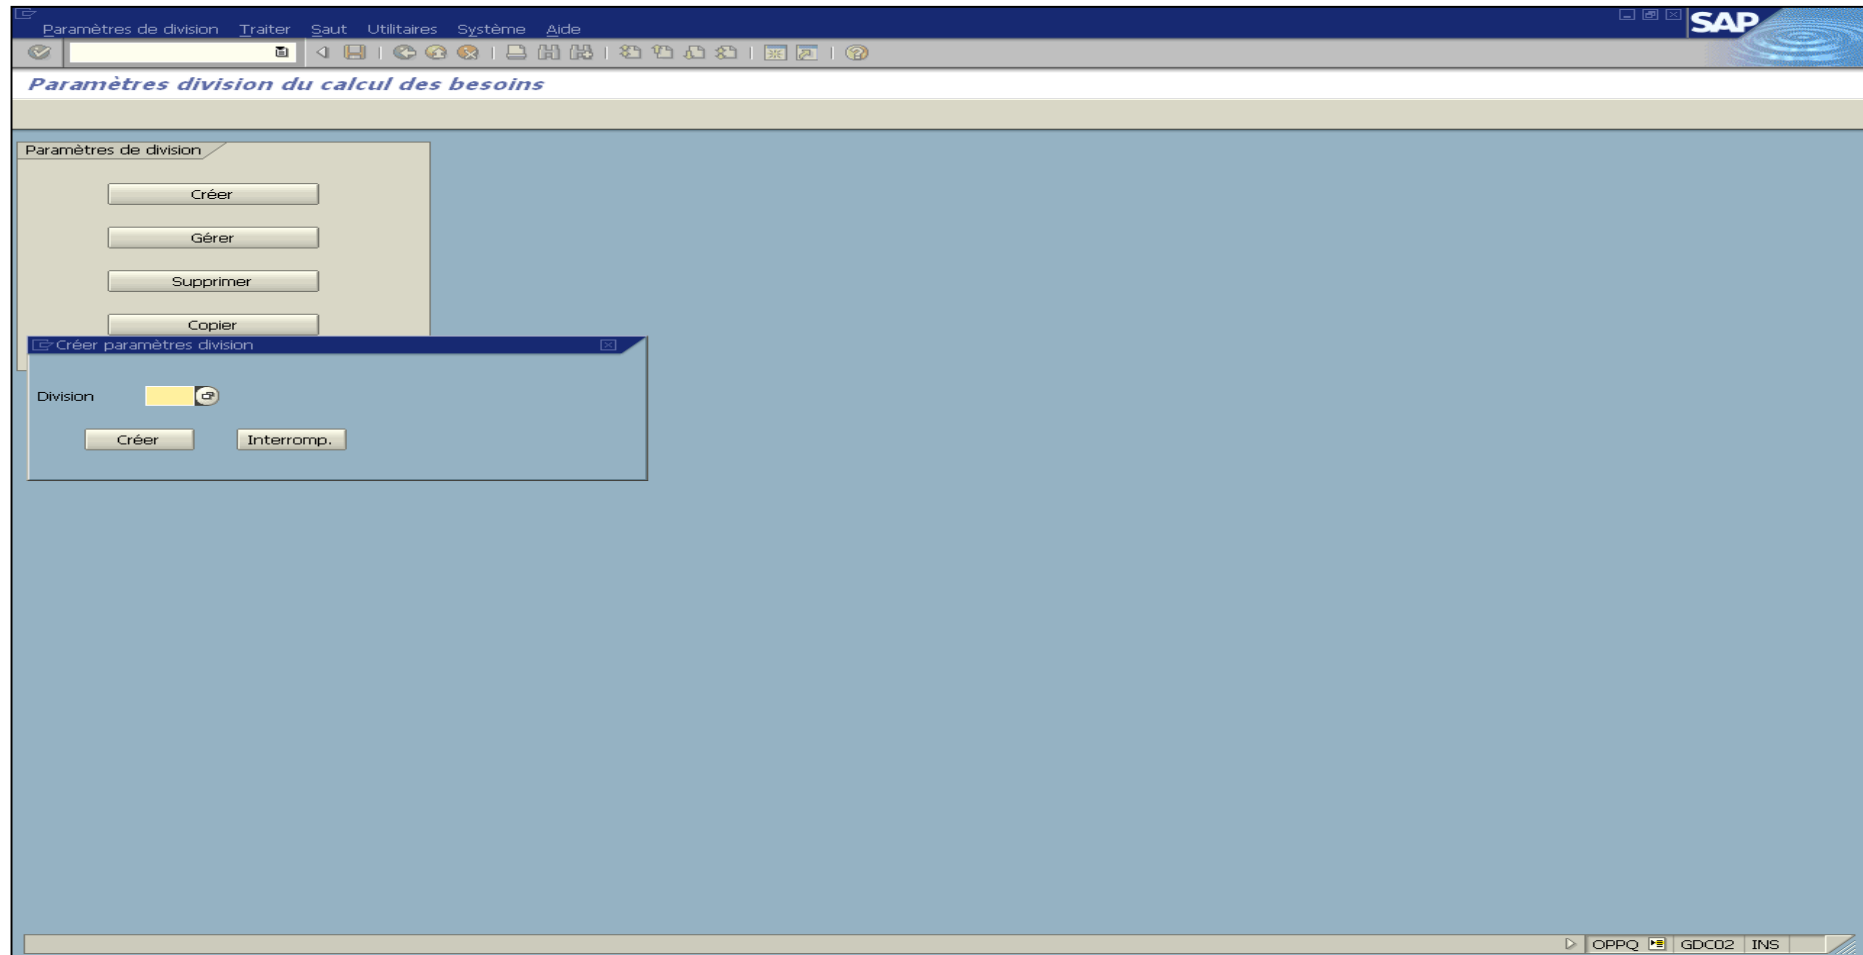 Paramètres de division Traiter Saut Utilitaires Système Aide
SAP
Paramètres division du calcul des besoins
Paramètres de division
Créer
Gérer
Supprimer
Copier
Créer paramètres division
Division
Créer Interromp.
OPPQ GDC02 INS